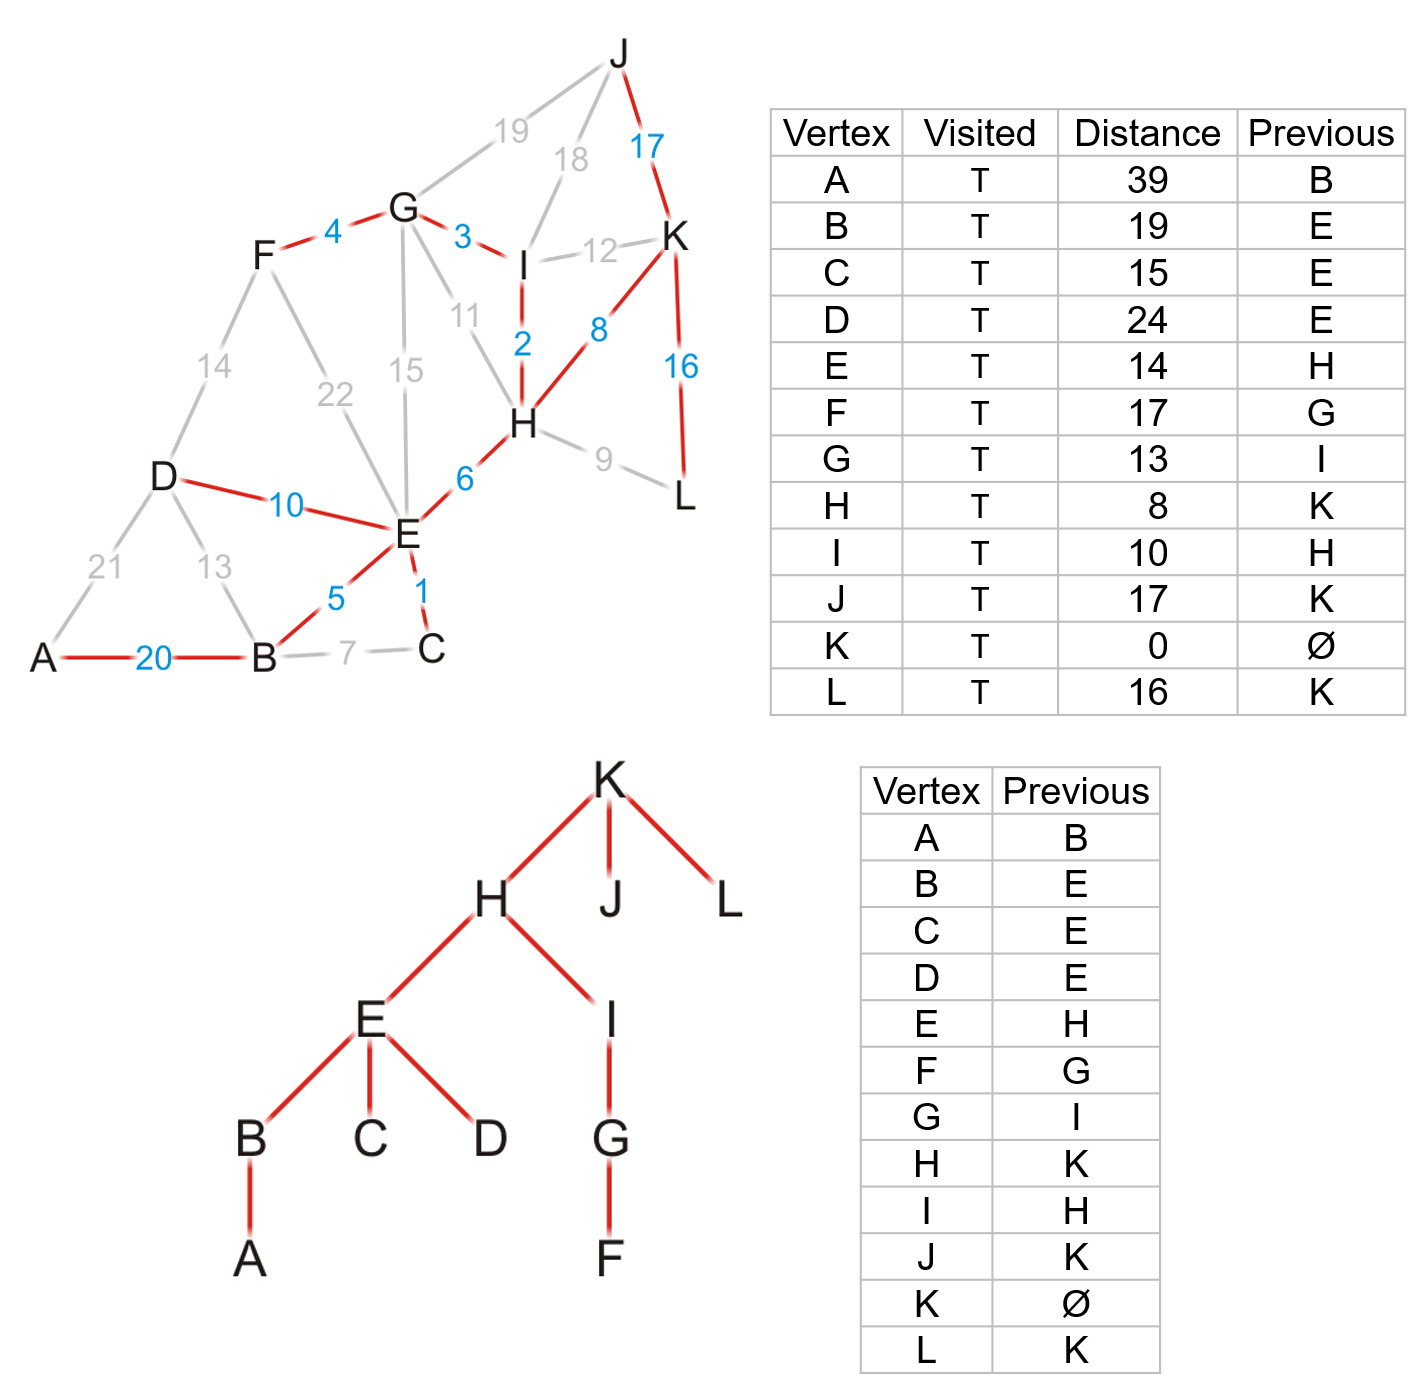 J
19
17
18
G
4
3
K
F
12
I
11
2
8
14
15
16
22
H
9
D
6
L
10
E
21
13
5
1
A
20
B
7
C
Vertex Visited Distance Previous
A T 39 B
B T 19 E
C T 15 E
D T 24 E
E T 14 H
F T 17 G
G T 13 I
H T 8 K
I T 10 H
J T 17 K
K T 0 Ø
L T 16 K
K
H J L
E I
B C D G
A F
Vertex Previous
A B
B E
C E
D E
E H
F G
G I
H K
I H
J K
K Ø
L K